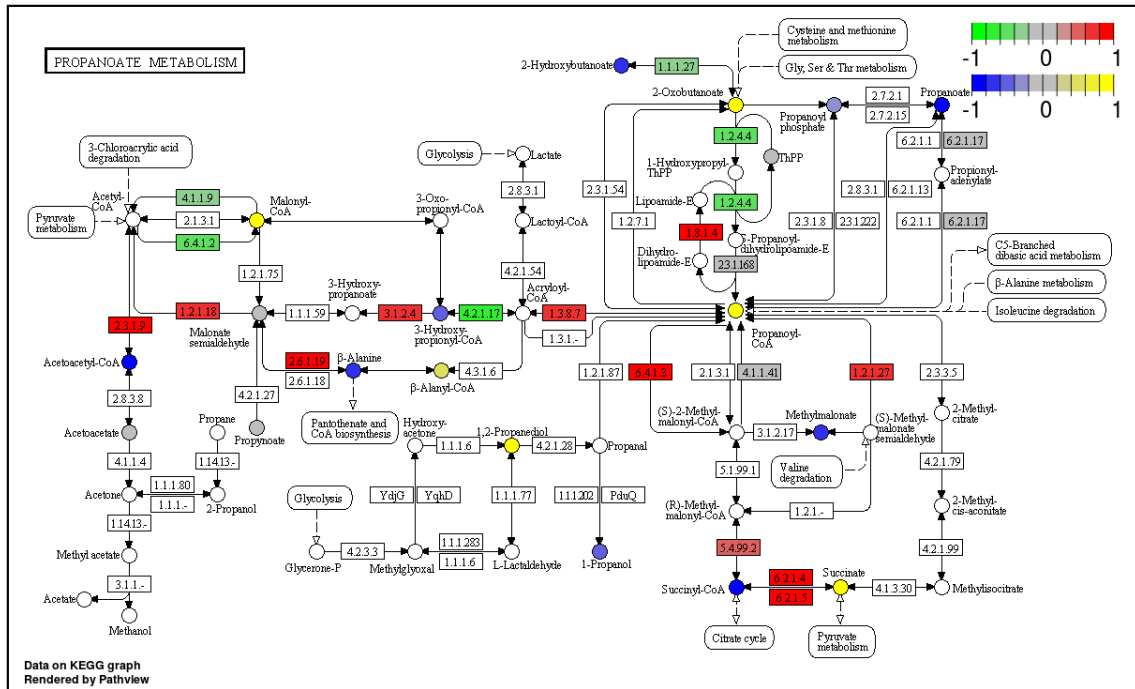 PROPANOATE METABOLISM
-1 0 1
-1 0 1
Cysteine and methionine
metabolism
Gly, Ser & Thr metabolism
2-Hydroxybutanoate
1.1.1.27
2-Oxobutanoate
Propanoyl
phosphate
2.7.2.1
2.7.2.15
Propanoate
3-Chloroacrylic acid
degradation
Glycolysis
Lactate
1.2.4.4
ThPP
6.2.1.1
6.2.1.17
1-Hydroxypropyl-
ThPP
Propionyl-
adenylate
2.3.1.54
2.8.3.1
6.2.1.13
Acetyl-
CoA
4.1.1.9
Malonyl-
CoA
3-Oxo-
propionyl-CoA
2.8.3.1
Lactoyl-CoA
Lipoamide-E
1.2.4.4
Pyruvate
metabolism
2.1.3.1
6.4.1.2
1.2.7.1
1.8.1.4
2.3.1.8
2.3.1.222
6.2.1.1
6.2.1.17
5-Propanoyl-
dihydrolipoamide-E
Dihydro-
lipoamide-E
2.3.1.168
C5-Branched
dibasic acid metabolism
β-Alanine metabolism
Isoleucine degradation
1.2.1.75
4.2.1.54
3-Hydroxy-
propanoate
Acryloyl-
CoA
1.2.1.18
1.1.1.59
3.1.2.4
4.2.1.17
1.3.8.7
2.3.1.9
Malonate
semialdehyde
3-Hydroxy-
propionyl-CoA
1.3.1.-
Propanoyl-
CoA
Acetoacetyl-CoA
2.6.1.19
2.6.1.18
β-Alanine
β-Alanyl-CoA
4.3.1.6
1.2.1.87
6.4.1.3
2.1.3.1
4.1.1.41
1.2.1.27
2.3.3.5
2.8.3.8
4.2.1.27
Propane
Propynoate
Pantothenate and
CoA biosynthesis
Hydroxy-
acetone
1,2-Propanediol
(S)-2-Methyl-
malonyl-CoA
Methylmalonate
(S)-Methyl-
malonate
semialdehyde
2-Methyl-
citrate
Acetoacetate
1.1.1.6
4.2.1.28
Propanal
3.1.2.17
4.1.1.4
1.14.13.-
5.1.99.1
Valine
degradation
4.2.1.79
Acetone
1.1.1.80
1.1.1.-
2-Propanol
Glycolysis
YdjG
YqhD
1.1.1.77
1.1.1.202
PduQ
(R)-Methyl-
malonyl-CoA
1.2.1.-
2-Methyl-
cis-aconitate
1.14.13.-
Methyl acetate
Glycerone-P
4.2.3.3
Methylglyoxal
1.1.1.283
1.1.1.6
L-Lactaldehyde
1-Propanol
5.4.99.2
4.2.1.99
3.1.1.-
Acetate
Methanol
Succinyl-CoA
6.2.1.4
6.2.1.5
Succinate
4.1.3.30
Methylisocitrate
Citrate cycle
Pyruvate
metabolism
Data on KEGG graph
Rendered by Pathview